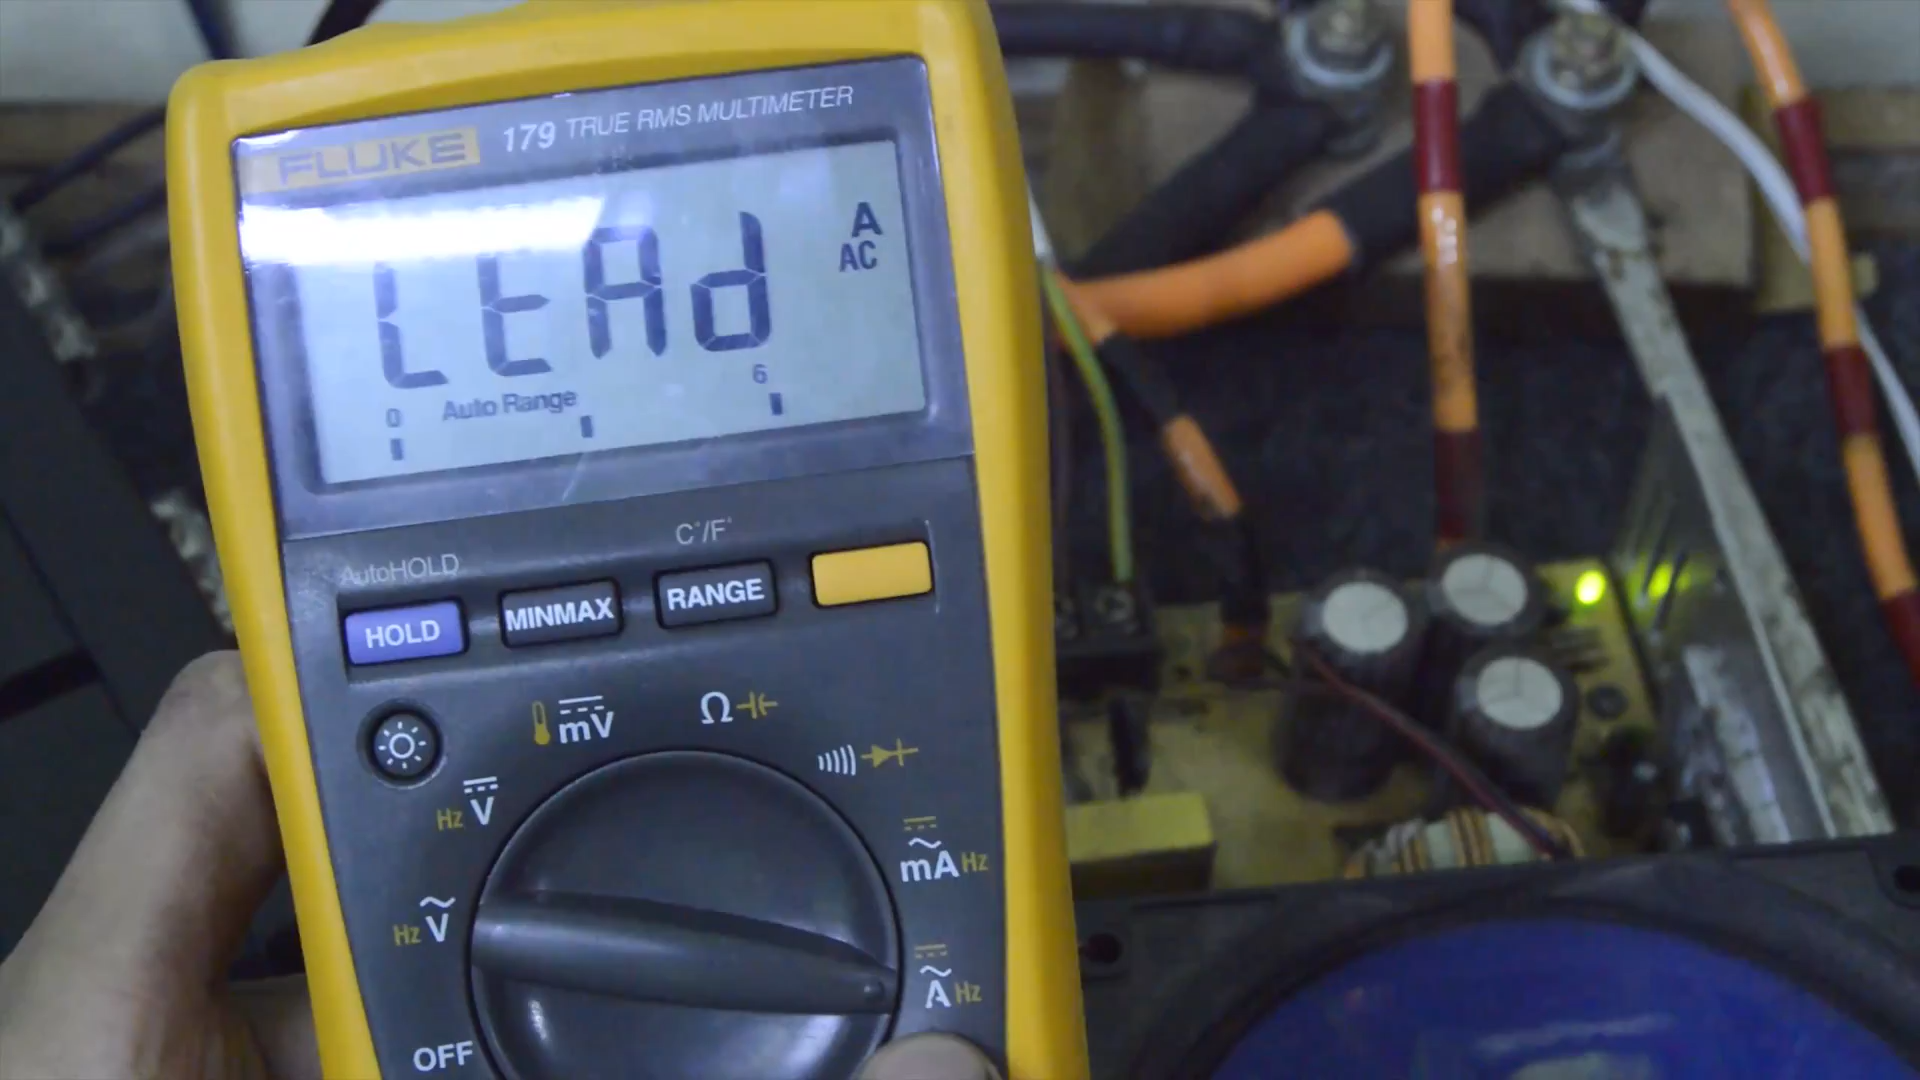 FLUKE 179 TRUE RMS MULTIMETER
LEAd
A
AC
0 Auto Range 6
AutoHOLD C°/F°
HOLD MINMAX RANGE
mV Ω
Hz V
mA Hz
Hz V
A Hz
OFF